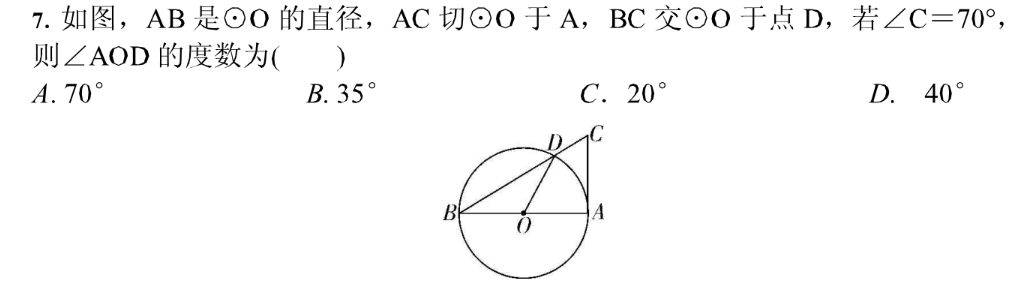 7. 如图，AB 是⊙O 的直径，AC 切⊙O 于 A，BC 交⊙O 于点 D，若∠C＝70°，
则∠AOD 的度数为(　　)
A. 70°　B. 35°　C. 20°　D. 40°
D C
B O A